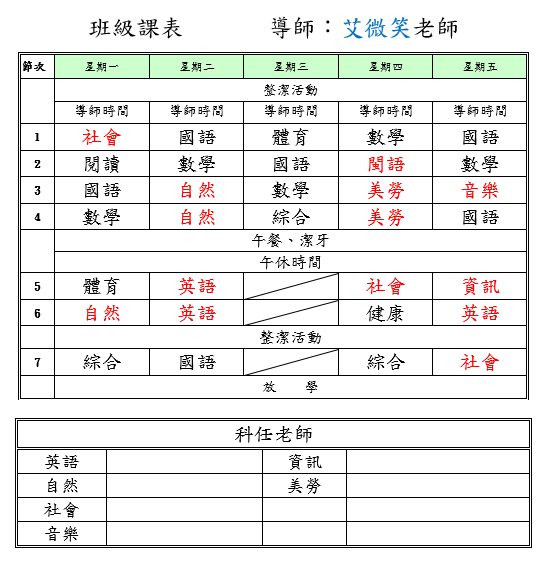 班級課表 導師：艾微笑老師
節次 星期一 星期二 星期三 星期四 星期五
整潔活動
導師時間 導師時間 導師時間 導師時間 導師時間
1 社會 國語 體育 數學 國語
2 閱讀 數學 國語 閩語 數學
3 國語 自然 數學 美勞 音樂
4 數學 自然 綜合 美勞 國語
午餐、潔牙
午休時間
5 體育 英語 社會 資訊
6 自然 英語 健康 英語
整潔活動
7 綜合 國語 綜合 社會
放 學
科任老師
英語 資訊
自然 美勞
社會
音樂